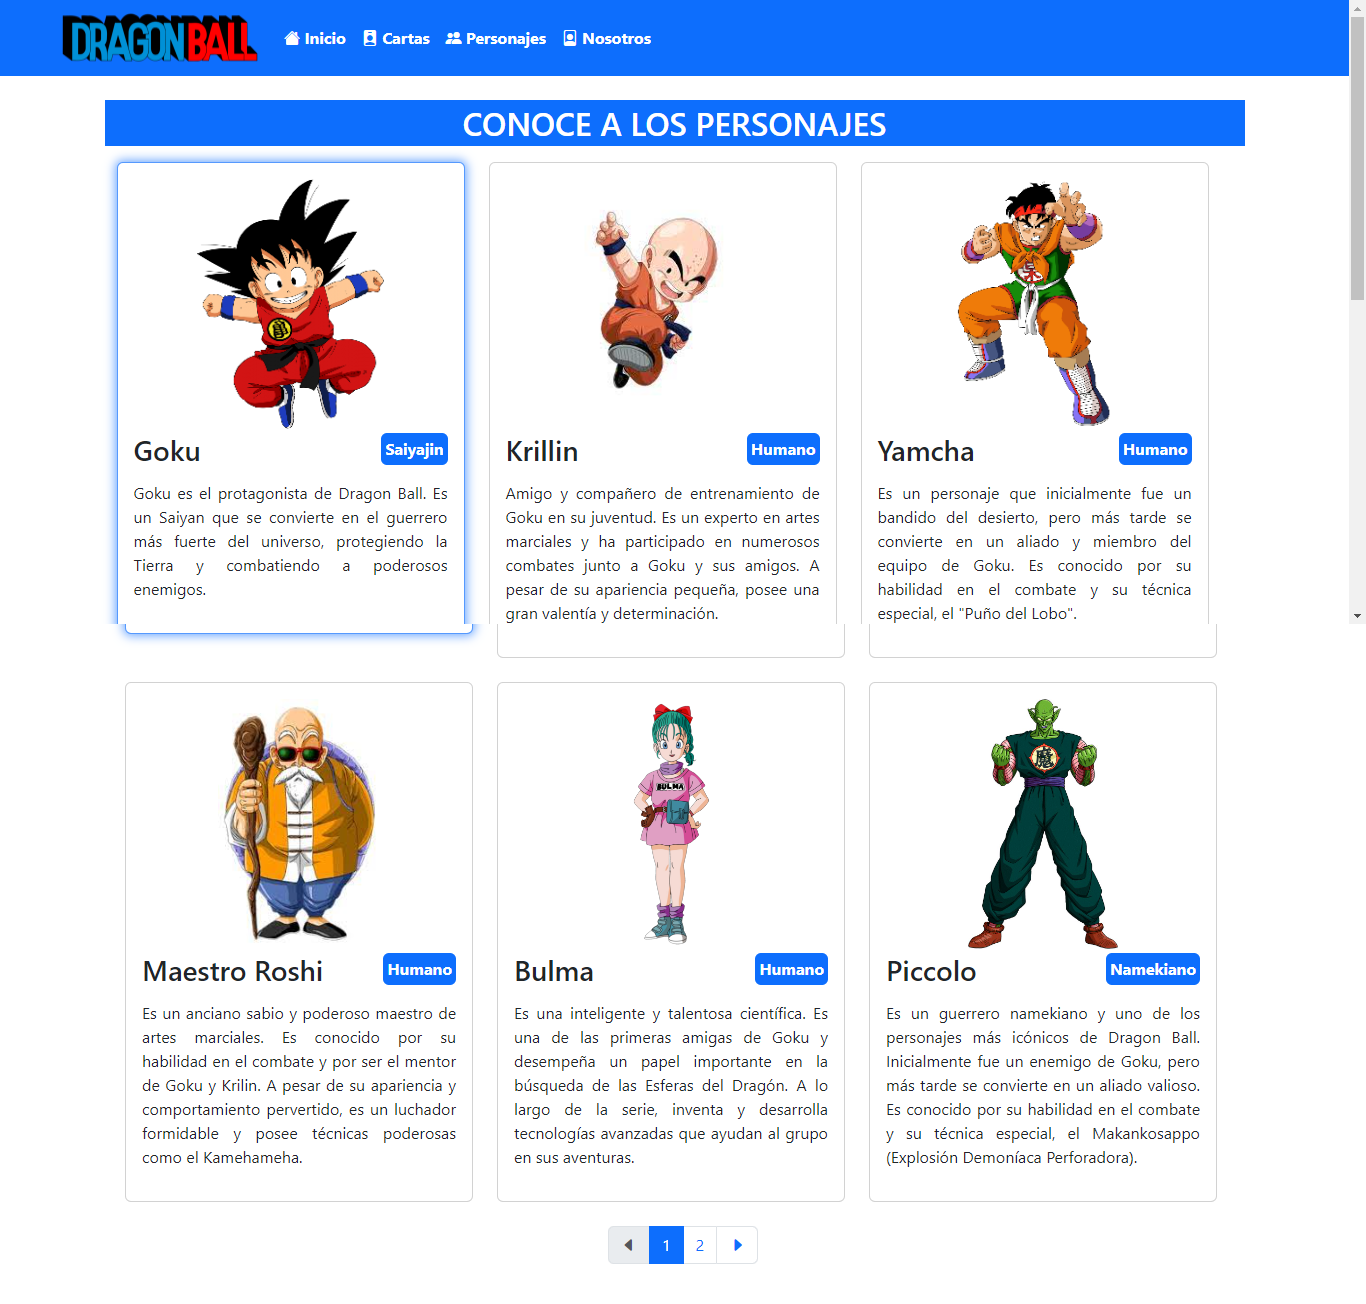 DRAGON BALL
Inicio Cartas Personajes Nosotros
CONOCE A LOS PERSONAJES
Goku
Saiyajin
Goku es el protagonista de Dragon Ball. Es
un Saiyan que se convierte en el guerrero
más fuerte del universo, protegiendo la
Tierra y combatiendo a poderosos
enemigos.
Krillin
Humano
Amigo y compañero de entrenamiento de
Goku en su juventud. Es un experto en artes
marciales y ha participado en numerosos
combates junto a Goku y sus amigos. A
pesar de su apariencia pequeña, posee una
gran valentía y determinación.
Yamcha
Humano
Es un personaje que inicialmente fue un
bandido del desierto, pero más tarde se
convierte en un aliado y miembro del
equipo de Goku. Es conocido por su
habilidad en el combate y su técnica
especial, el "Puño del Lobo".
Maestro Roshi
Humano
Es un anciano sabio y poderoso maestro de
artes marciales. Es conocido por su
habilidad en el combate y por ser el mentor
de Goku y Krilin. A pesar de su apariencia y
comportamiento pervertido, es un luchador
formidable y posee técnicas poderosas
como el Kamehameha.
BULMA
Bulma
Humano
Es una inteligente y talentosa científica. Es
una de las primeras amigas de Goku y
desempeña un papel importante en la
búsqueda de las Esferas del Dragón. A lo
largo de la serie, inventa y desarrolla
tecnologías avanzadas que ayudan al grupo
en sus aventuras.
魔
Piccolo
Namekiano
Es un guerrero namekiano y uno de los
personajes más icónicos de Dragon Ball.
Inicialmente fue un enemigo de Goku, pero
más tarde se convierte en un aliado valioso.
Es conocido por su habilidad en el combate
y su técnica especial, el Makankosappo
(Explosión Demoníaca Perforadora).
1 2